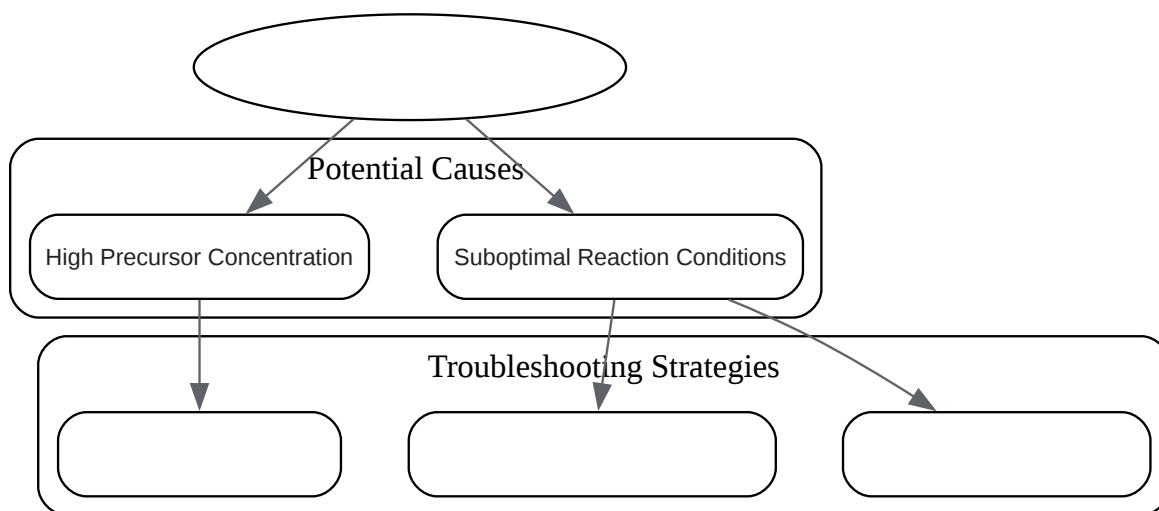 Potential Causes
High Precursor Concentration
Suboptimal Reaction Conditions
Troubleshooting Strategies